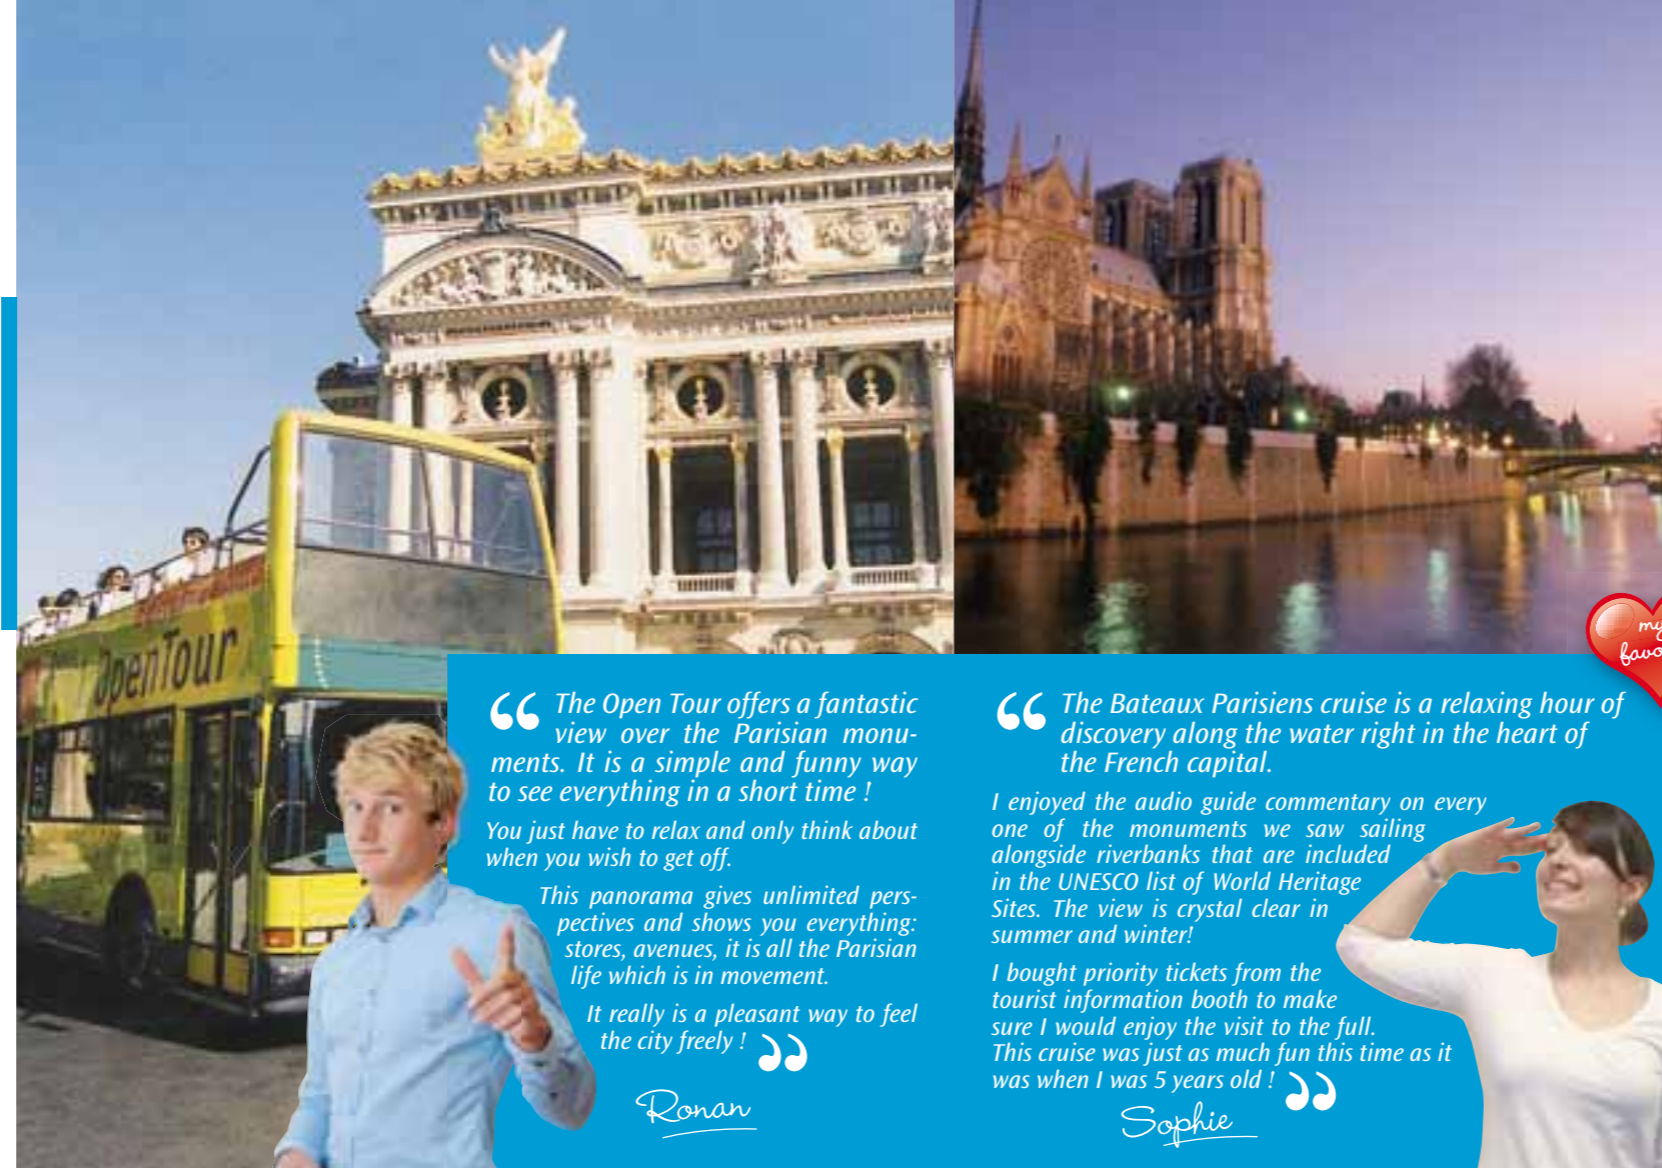 OpenTour
“ The Open Tour offers a fantastic
view over the Parisian monu-
ments. It is a simple and funny way
to see everything in a short time !
You just have to relax and only think about
when you wish to get off.
This panorama gives unlimited pers-
pectives and shows you everything:
stores, avenues, it is all the Parisian
life which is in movement.
It really is a pleasant way to feel
the city freely ! ”
Ronan
“ The Bateaux Parisiens cruise is a relaxing hour of
discovery along the water right in the heart of
the French capital.
I enjoyed the audio guide commentary on every
one of the monuments we saw sailing
alongside riverbanks that are included
in the UNESCO list of World Heritage
Sites. The view is crystal clear in
summer and winter!
I bought priority tickets from the
tourist information booth to make
sure I would enjoy the visit to the full.
This cruise was just as much fun this time as it
was when I was 5 years old ! ”
Sophie
my
favo